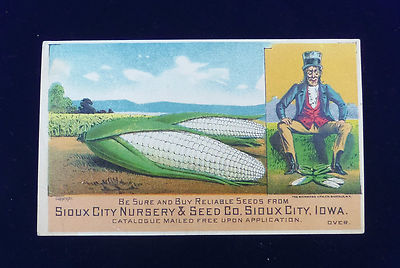 Copyright.
BE SURE AND BUY RELIABLE SEEDS FROM
SIOUX CITY NURSERY & SEED CO. SIOUX CITY, IOWA.
CATALOGUE MAILED FREE UPON APPLICATION.
OVER.